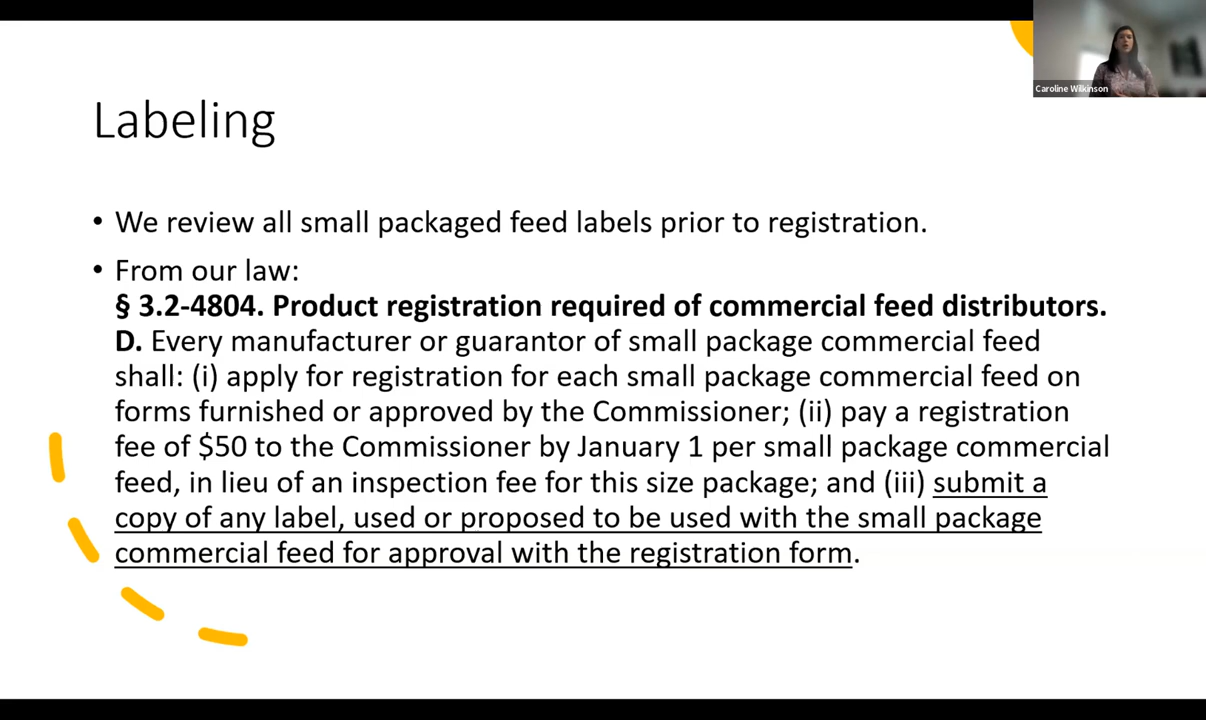 Caroline Wilkinson
Labeling
• We review all small packaged feed labels prior to registration.
• From our law:
§ 3.2-4804. Product registration required of commercial feed distributors.
D. Every manufacturer or guarantor of small package commercial feed
shall: (i) apply for registration for each small package commercial feed on
forms furnished or approved by the Commissioner; (ii) pay a registration
fee of $50 to the Commissioner by January 1 per small package commercial
feed, in lieu of an inspection fee for this size package; and (iii) submit a
copy of any label, used or proposed to be used with the small package
commercial feed for approval with the registration form.